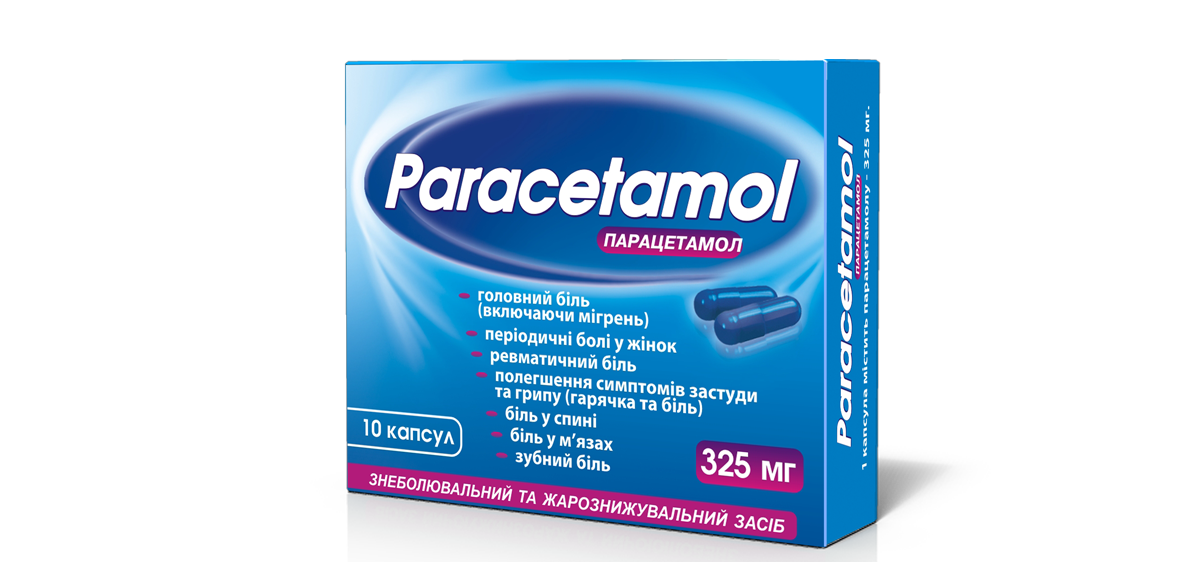 Paracetamol
ПАРАЦЕТАМОЛ
головний біль
(включаючи мігрень)
періодичні болі у жінок
ревматичний біль
полегшення симптомів застуди
та грипу (гарячка та біль)
біль у спині
біль у м'язах
зубний біль
10 капсул
325 мг
ЗНЕБОЛЮВАЛЬНИЙ ТА ЖАРОЗНИЖУВАЛЬНИЙ ЗАСІБ
Paracetamol
ПАРАЦЕТАМОЛ
1 капсула містить парацетамолу - 325 мг.